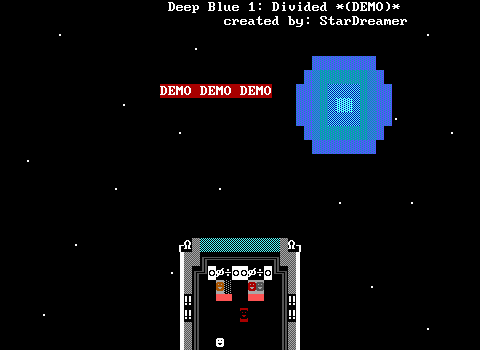 Deep Blue 1: Divided *(DEMO)*
created by: StarDreamer
DEMO DEMO DEMO